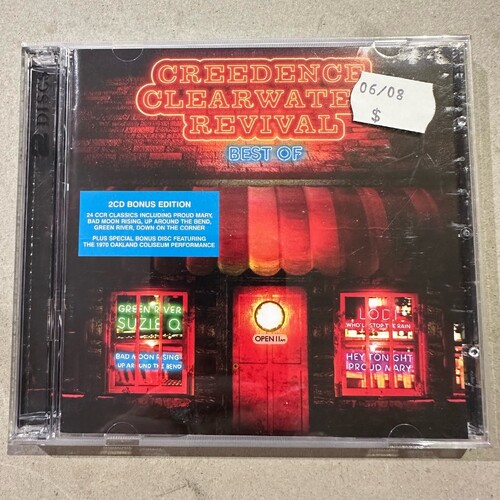 CREEDENCE
CLEARWATE
REVIVAL
BEST OF
06/08
$
2 DISCS
2CD BONUS EDITION
24 CCR CLASSICS INCLUDING PROUD MARY,
BAD MOON RISING, UP AROUND THE BEND,
GREEN RIVER, DOWN ON THE CORNER
PLUS SPECIAL BONUS DISC FEATURING
THE 1970 OAKLAND COLISEUM PERFORMANCE
GREEN RIVER
SUZIE Q
BAD MOON RISING
UP AROUND THE BEND
OPEN
LODI
WHO'LL STOP THE RAIN
HEY TONIGHT
PROUD MARY